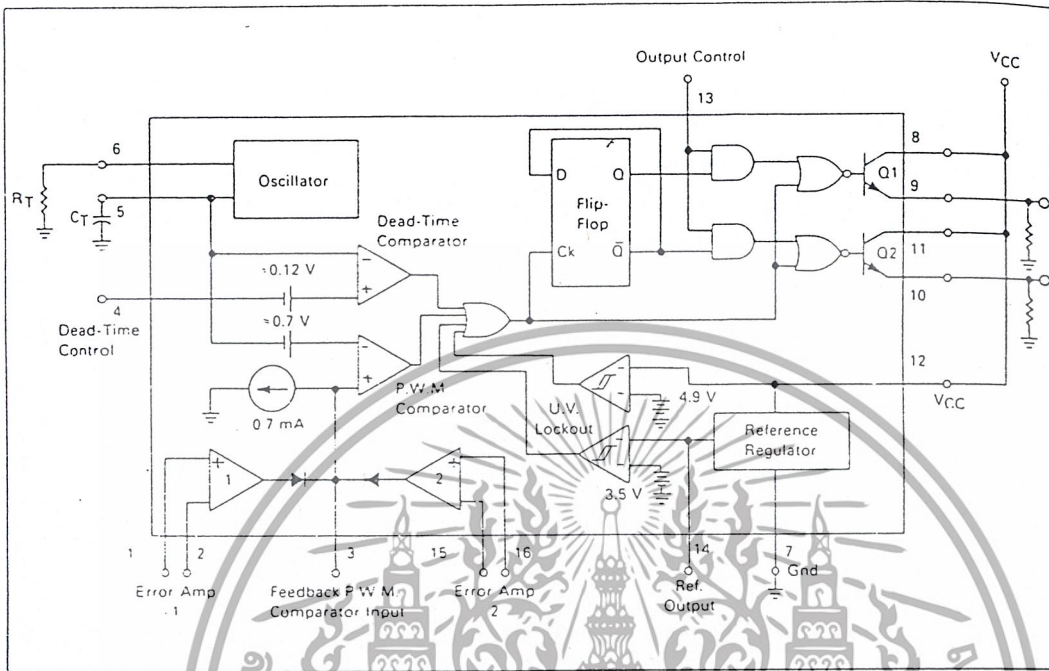 Output Control
VCC
13
6
Oscillator
RT
CT
5
D
Q
Flip-
Flop
Ck
Q̅
8
Q1
9
11
Q2
10
Dead-Time
Comparator
≈0.12 V
4
Dead-Time
Control
≈0.7 V
P.W.M
Comparator
0.7 mA
U.V.
Lockout
4.9 V
3.5 V
12
VCC
Reference
Regulator
1
2
1
2
3
15
16
14
7
Error Amp
1
Feedback P.W.M.
Comparator Input
Error Amp
2
Ref.
Output
Gnd